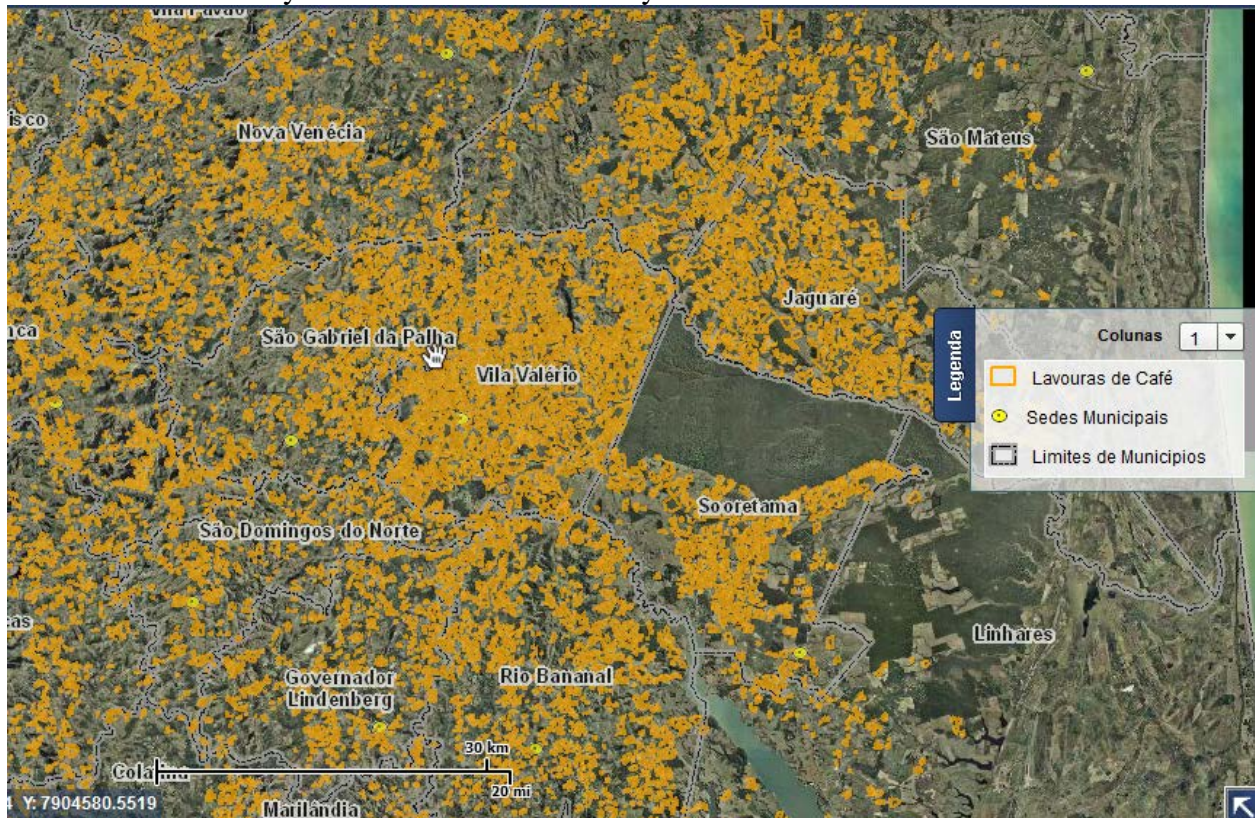 Nova Venécia
São Mateus
Jaguaré
São Gabriel da Palha
Vila Valério
Legenda
Colunas 1
Lavouras de Café
Sedes Municipais
Limites de Municipios
Sooretama
São Domingos do Norte
Linhares
Governador
Lindenberg
Rio Bananal
30 km
20 mi
Y: 7904580.5519
Marilândia